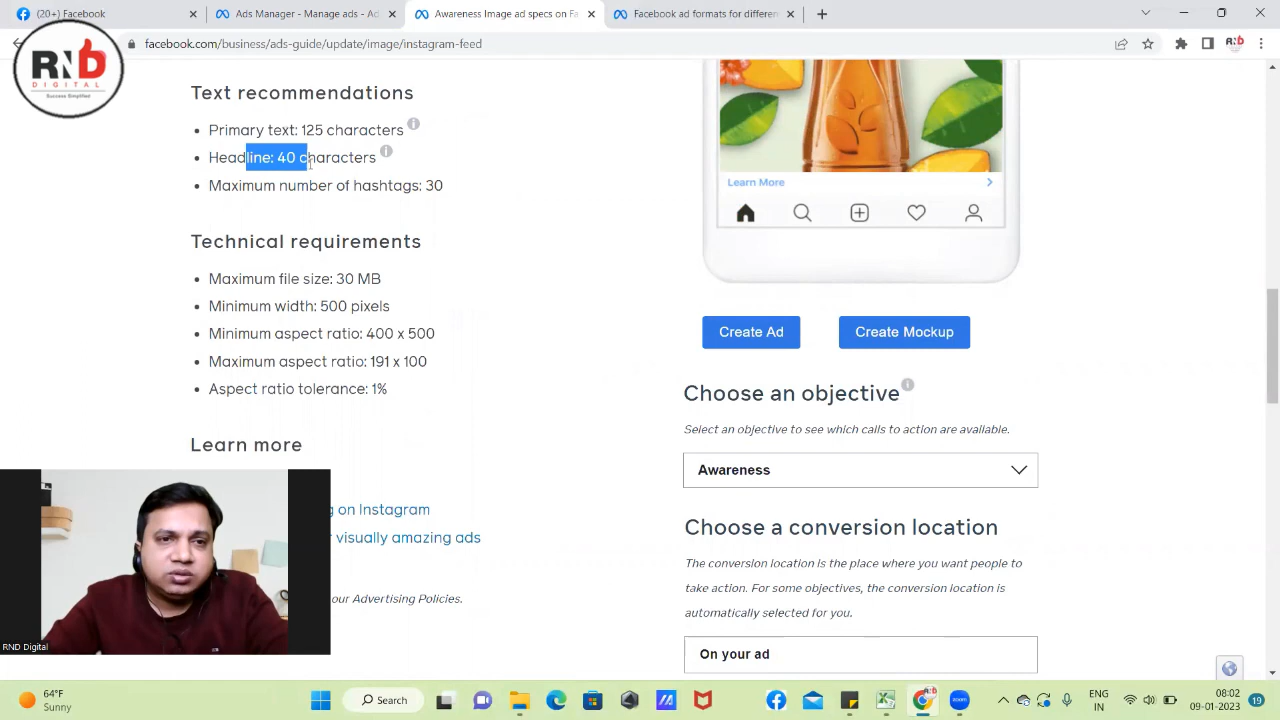 (20+) Facebook
Ads Manager - Manage ads - Ad
Awareness image ad specs on Fa
Facebook ad formats for differe
facebook.com/business/ads-guide/update/image/instagram-feed
RND
DIGITAL
Success Simplified
Text recommendations
Primary text: 125 characters
Headline: 40 characters
Maximum number of hashtags: 30
Technical requirements
Maximum file size: 30 MB
Minimum width: 500 pixels
Minimum aspect ratio: 400 x 500
Maximum aspect ratio: 191 x 100
Aspect ratio tolerance: 1%
Learn more
g on Instagram
visually amazing ads
our Advertising Policies.
Learn More
Create Ad
Create Mockup
Choose an objective
Select an objective to see which calls to action are available.
Awareness
Choose a conversion location
The conversion location is the place where you want people to
take action. For some objectives, the conversion location is
automatically selected for you.
On your ad
RND Digital
64°F
Sunny
Search
ENG
IN
08:02
09-01-2023
19